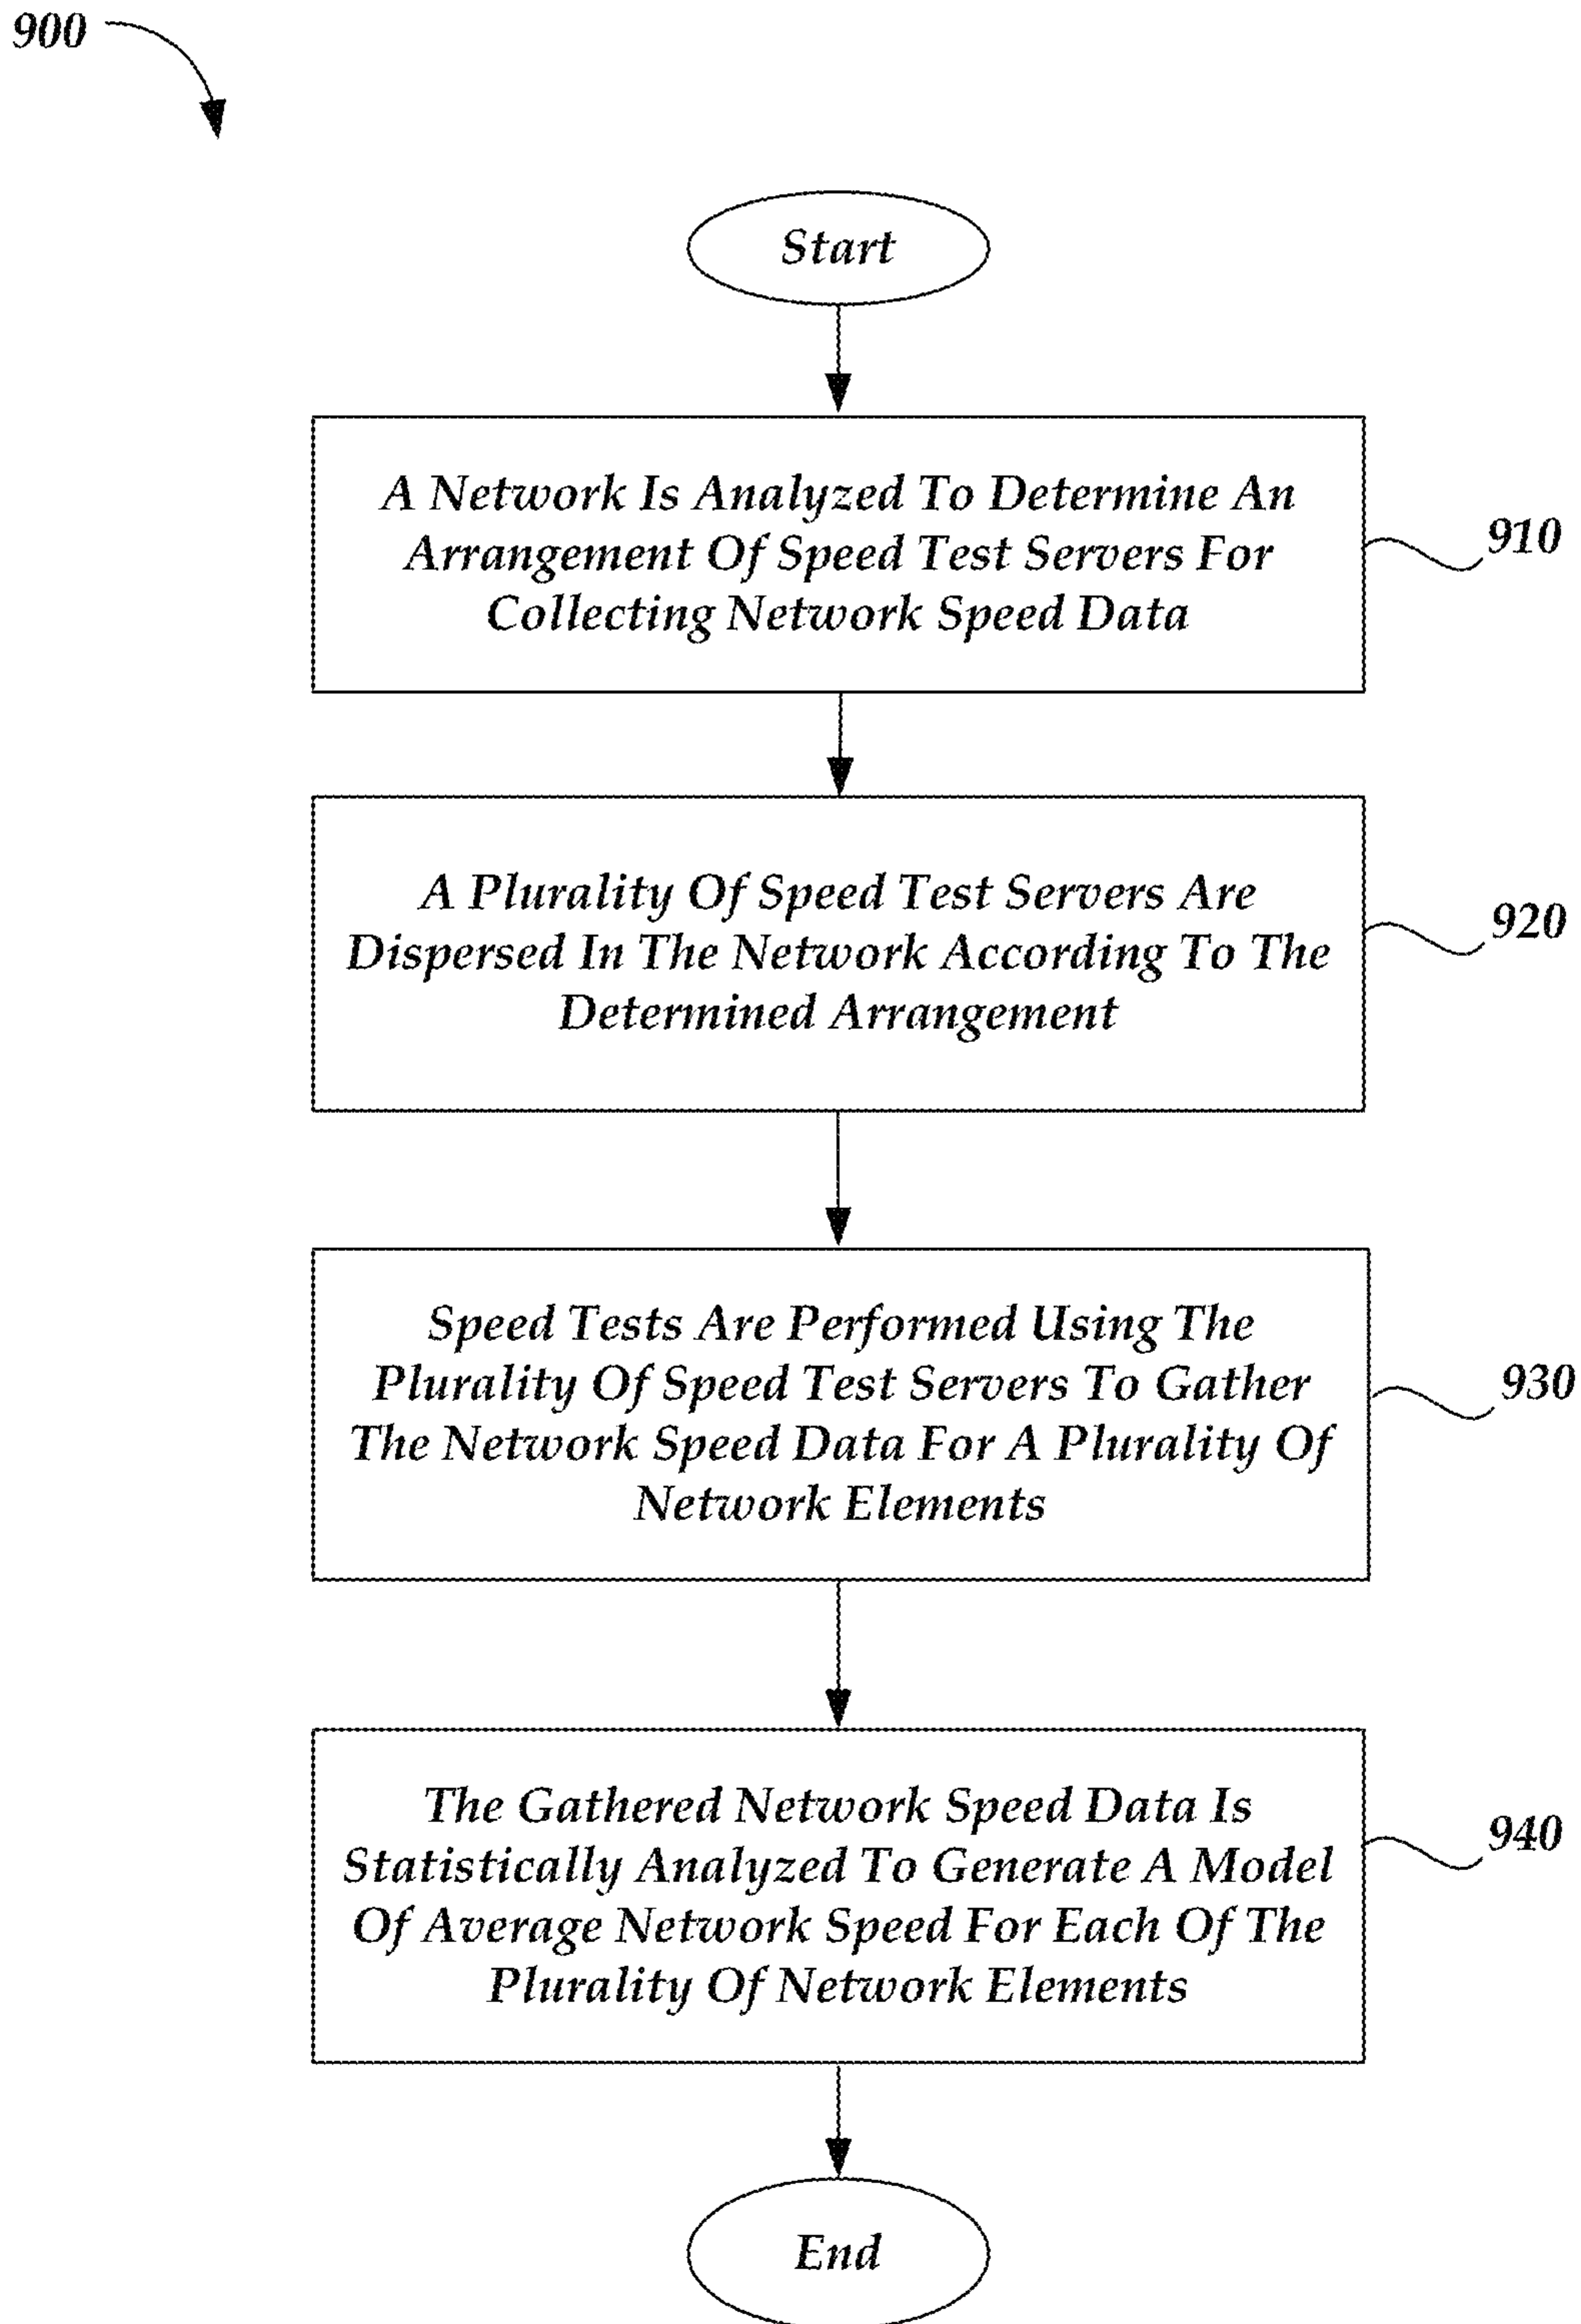 900
Start
A Network Is Analyzed To Determine An
Arrangement Of Speed Test Servers For
Collecting Network Speed Data
910
A Plurality Of Speed Test Servers Are
Dispersed In The Network According To The
Determined Arrangement
920
Speed Tests Are Performed Using The
Plurality Of Speed Test Servers To Gather
The Network Speed Data For A Plurality Of
Network Elements
930
The Gathered Network Speed Data Is
Statistically Analyzed To Generate A Model
Of Average Network Speed For Each Of The
Plurality Of Network Elements
940
End